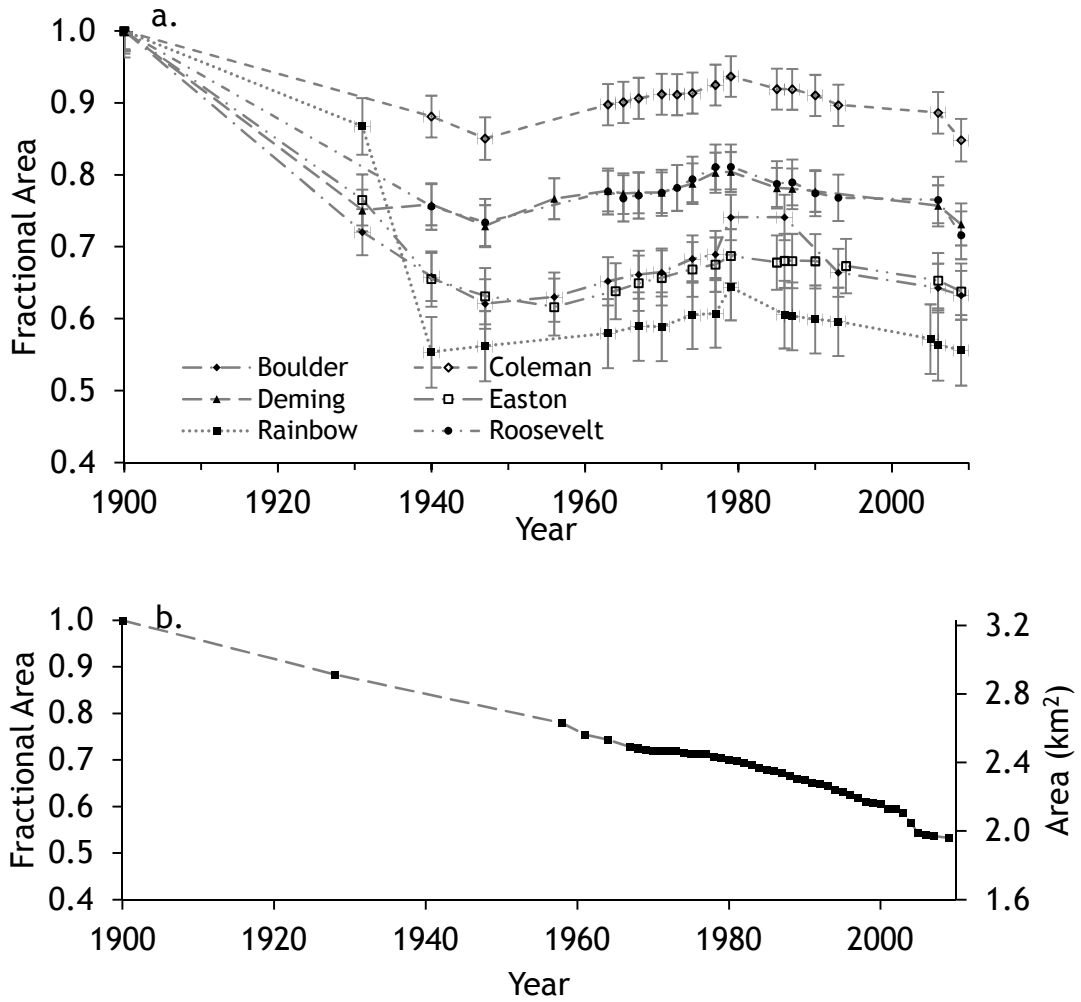 a.
1.0
0.9
0.8
0.7
0.6
0.5
0.4
Fractional Area
Boulder Coleman
Deming Easton
Rainbow Roosevelt
1900 1920 1940 1960 1980 2000
Year
b.
1.0
0.9
0.8
0.7
0.6
0.5
0.4
Fractional Area
3.2
2.8
2.4
2.0
1.6
Area (km²)
1900 1920 1940 1960 1980 2000
Year